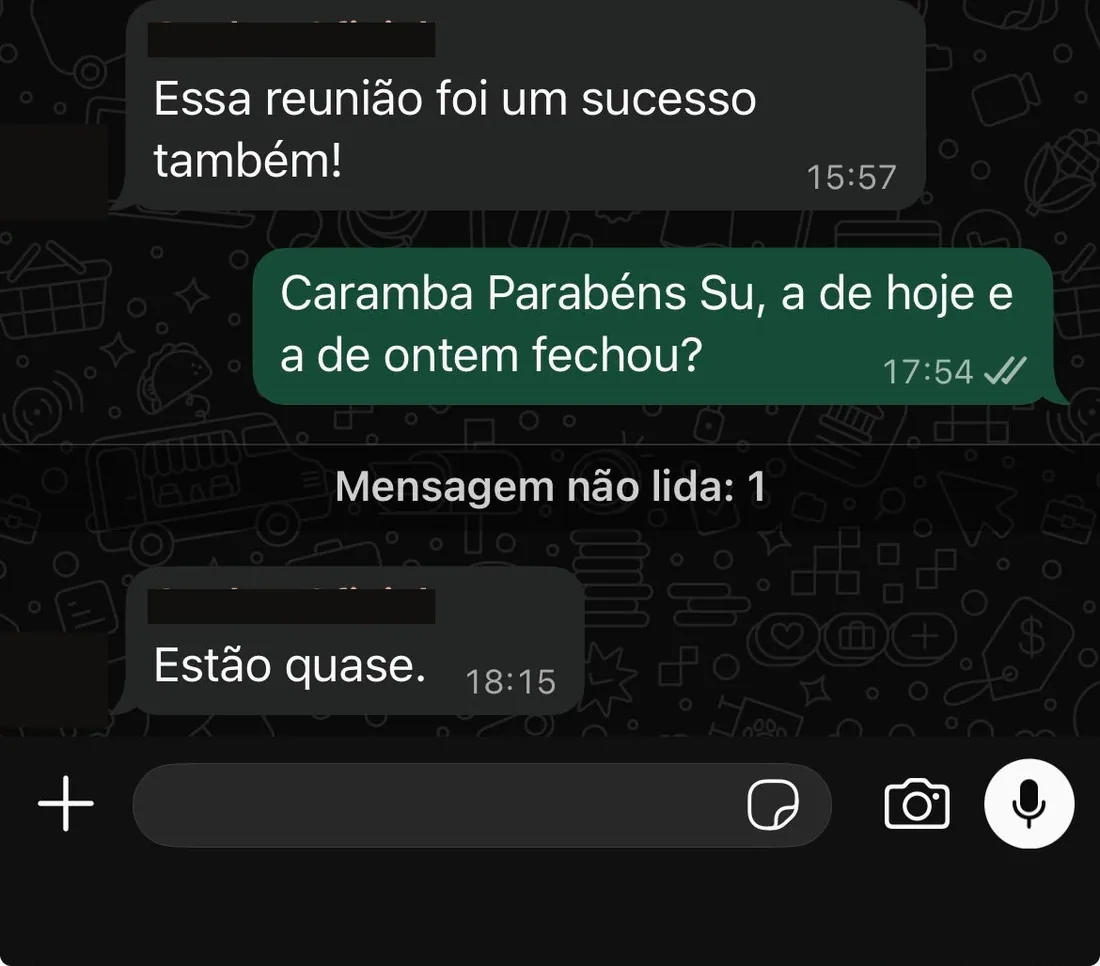 Essa reunião foi um sucesso
também!
15:57
Caramba Parabéns Su, a de hoje e
a de ontem fechou?
17:54
Mensagem não lida: 1
Estão quase.
18:15